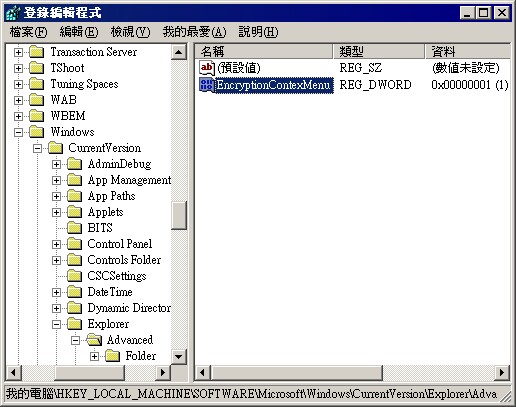 登錄編輯程式
檔案(F) 編輯(E) 檢視(V) 我的最愛(A) 說明(H)
Transaction Server
TShoot
Tuning Spaces
WAB
WBEM
Windows
CurrentVersion
AdminDebug
App Management
App Paths
Applets
BITS
Control Panel
Controls Folder
CSCSettings
DateTime
Dynamic Director
Explorer
Advanced
Folder
名稱 類型 資料
(預設值) REG_SZ (數值未設定)
EncryptionContexMenu REG_DWORD 0x00000001 (1)
我的電腦\HKEY_LOCAL_MACHINE\SOFTWARE\Microsoft\Windows\CurrentVersion\Explorer\Adva